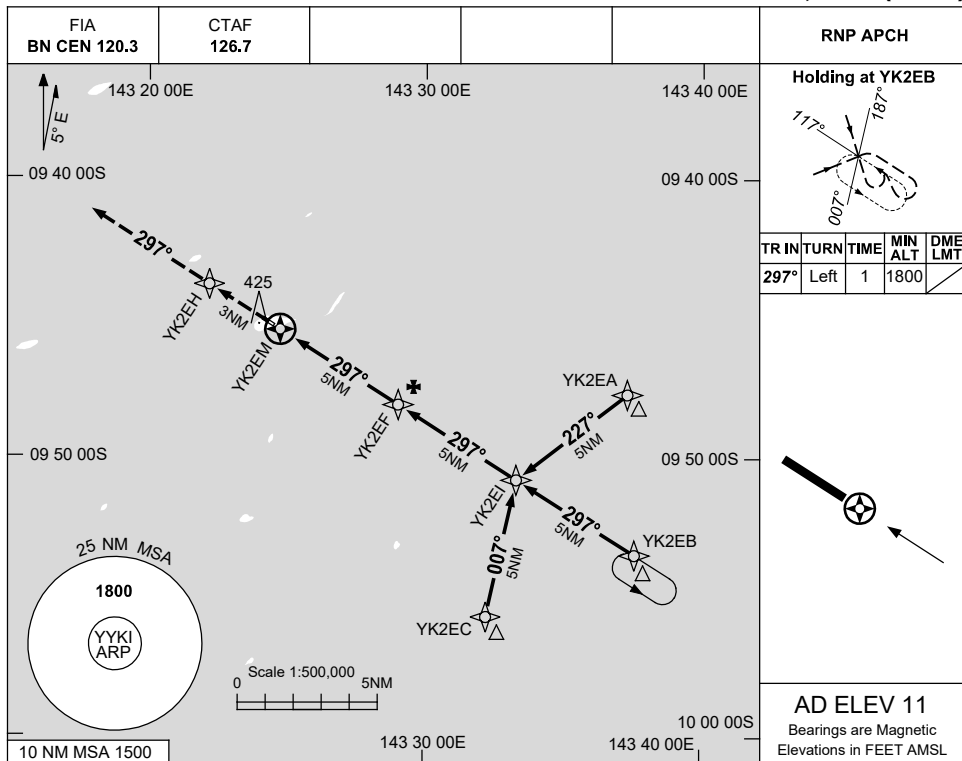 FIA
BN CEN 120.3
CTAF
126.7
RNP APCH
143 20 00E
143 30 00E
143 40 00E
5° E
09 40 00S
09 40 00S
Holding at YK2EB
117°
187°
007°
TR IN
TURN
TIME
MIN ALT
DME LMT
297°
Left
1
1800
297°
YK2EH
3NM
425
YK2EM
297°
5NM
YK2EF
297°
5NM
YK2EI
YK2EA
227°
5NM
09 50 00S
09 50 00S
297°
5NM
YK2EB
007°
5NM
YK2EC
25 NM MSA
1800
YYKI
ARP
Scale 1:500,000
0
5NM
10 NM MSA 1500
143 30 00E
143 40 00E
10 00 00S
AD ELEV 11
Bearings are Magnetic
Elevations in FEET AMSL